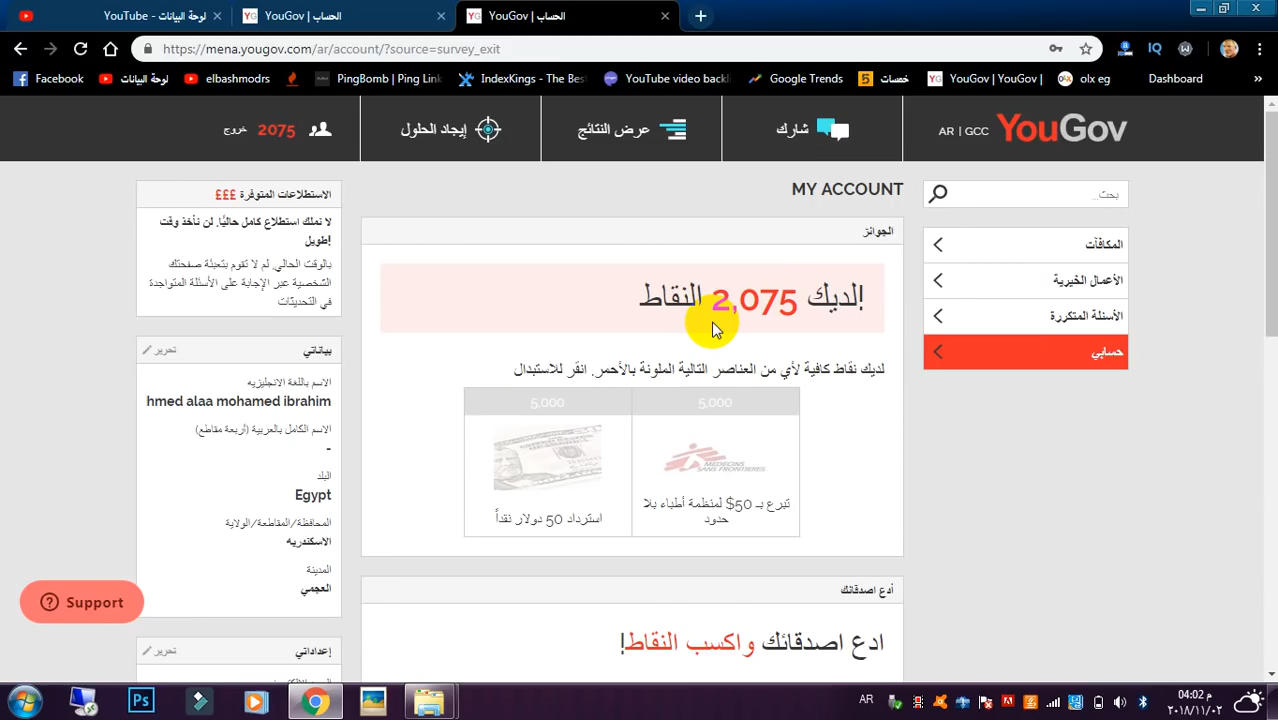 لوحة البيانات - YouTube
الحساب | YouGov
الحساب | YouGov
https://mena.yougov.com/ar/account/?source=survey_exit
Facebook
لوحة البيانات
elbashmodrs
PingBomb | Ping Link
IndexKings - The Bes
YouTube video backli
Google Trends
خمسات
YouGov | YouGov |
olx eg
Dashboard
YouGov
AR | GCC
شارك
عرض النتائج
إيجاد الحلول
2075
خروج
بحث...
المكافآت
الأعمال الخيرية
الأسئلة المتكررة
حسابي
MY ACCOUNT
الجوائز
!لديك 2,075 النقاط
لديك نقاط كافية لأي من العناصر التالية الملونة بالأحمر. انقر للاستبدال
5,000
MEDECINS
SANS FRONTIERES
تبرع بـ 50$ لمنظمة أطباء بلا
حدود
5,000
استرداد 50 دولار نقداً
أدع اصدقائك
ادع اصدقائك واكسب النقاط!
الاستطلاعات المتوفرة £££
لا نملك استطلاع كامل حاليًا. لن نأخذ وقت
!طويل
بالوقت الحالي, لم لا تقوم بتعبئة صفحتك
الشخصية عبر الإجابة على الأسئلة المتواجدة
في التحديثات
بياناتي
تحرير
الاسم باللغة الانجليزيه
hmed alaa mohamed ibrahim
الاسم الكامل بالعربية (أربعة مقاطع)
-
البلد
Egypt
المحافظة/المقاطعة/الولاية
الاسكندريه
المدينة
العجمي
إعداداتي
تحرير
Support
AR
04:02 م
٢٠١٨/١١/٠٢